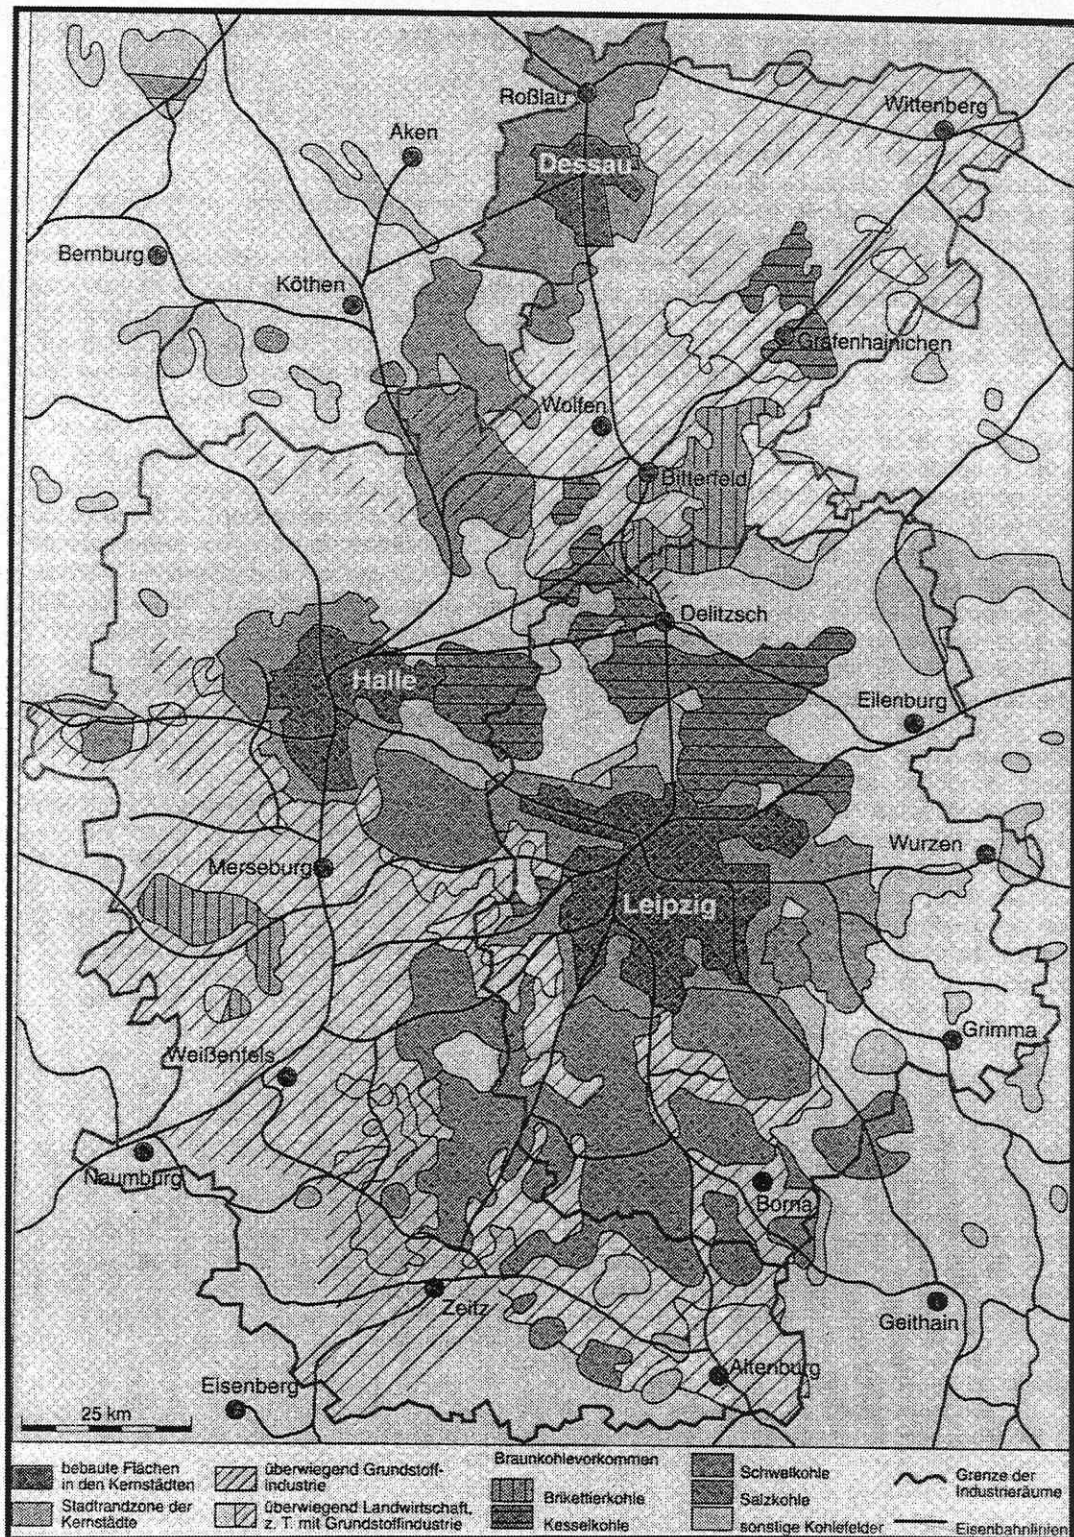 Roßlau
Wittenberg
Aken
Dessau
Bernburg
Köthen
Gräfenhainichen
Wolfen
Bitterfeld
Delitzsch
Halle
Eilenburg
Wurzen
Merseburg
Leipzig
Grimma
Weißenfels
Naumburg
Borna
Zeitz
Geithain
Altenburg
Eisenberg
25 km
bebaute Flächen
in den Kernstädten
Stadtrandzone der
Kernstädte
überwiegend Grundstoff-
industrie
überwiegend Landwirtschaft,
z. T. mit Grundstoffindustrie
Braunkohlevorkommen
Brikettierkohle
Kesselkohle
Schwelkohle
Salzkohle
sonstige Kohlefelder
Grenze der
Industrieräume
Eisenbahnlinien